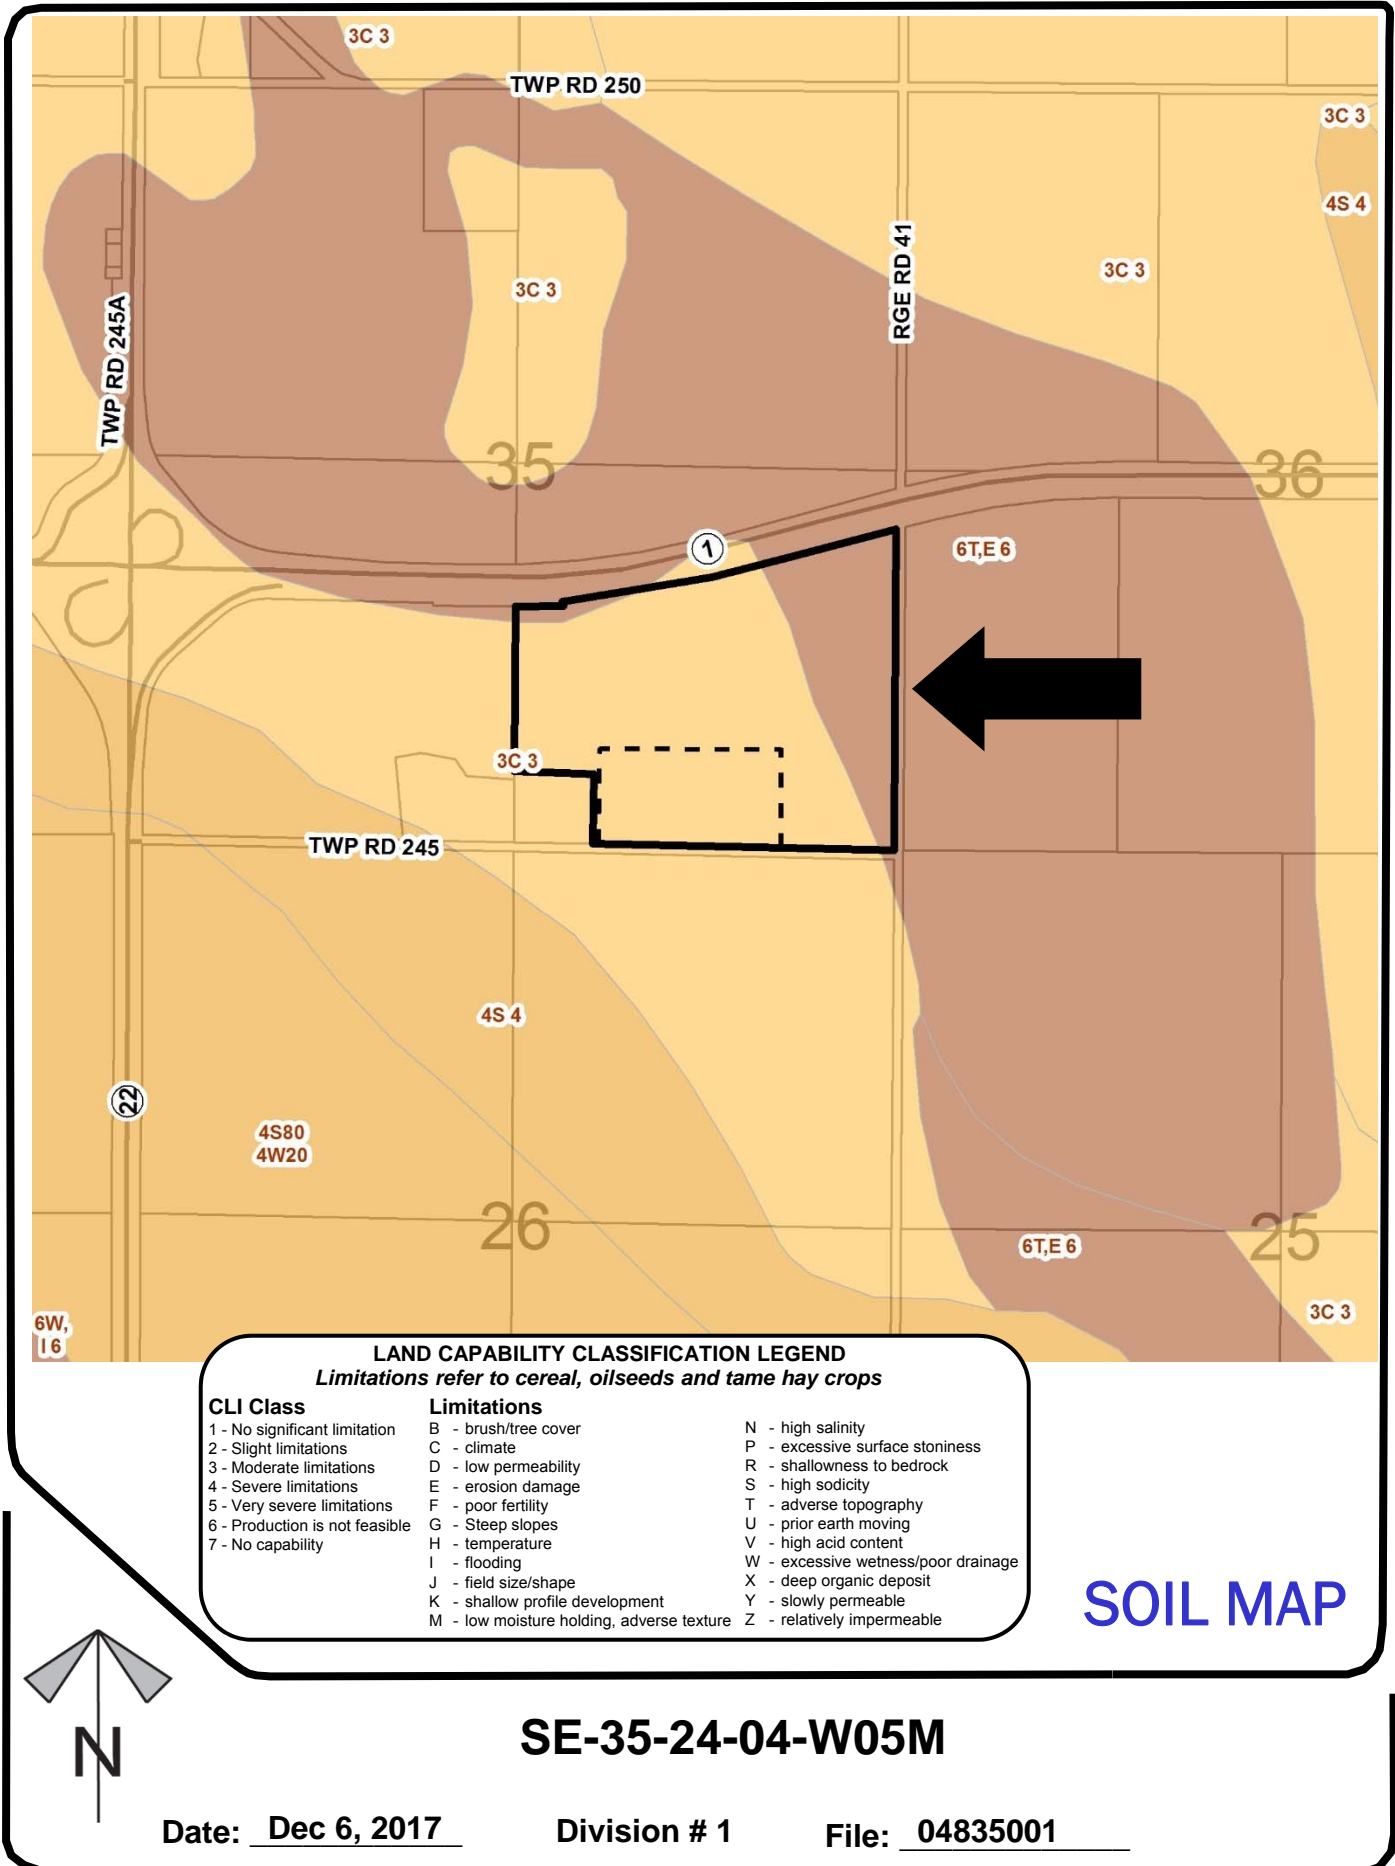 3C 3
TWP RD 250
3C 3
4S 4
RGE RD 41
3C 3
3C 3
TWP RD 245A
35
36
1
6T,E 6
3C 3
TWP RD 245
4S 4
22
4S80
4W20
26
25
6T,E 6
3C 3
6W,
I 6
LAND CAPABILITY CLASSIFICATION LEGEND
Limitations refer to cereal, oilseeds and tame hay crops
CLI Class
1 - No significant limitation
2 - Slight limitations
3 - Moderate limitations
4 - Severe limitations
5 - Very severe limitations
6 - Production is not feasible
7 - No capability
Limitations
B - brush/tree cover
C - climate
D - low permeability
E - erosion damage
F - poor fertility
G - Steep slopes
H - temperature
I - flooding
J - field size/shape
K - shallow profile development
M - low moisture holding, adverse texture
N - high salinity
P - excessive surface stoniness
R - shallowness to bedrock
S - high sodicity
T - adverse topography
U - prior earth moving
V - high acid content
W - excessive wetness/poor drainage
X - deep organic deposit
Y - slowly permeable
Z - relatively impermeable
SOIL MAP
N
SE-35-24-04-W05M
Date: Dec 6, 2017 Division # 1 File: 04835001